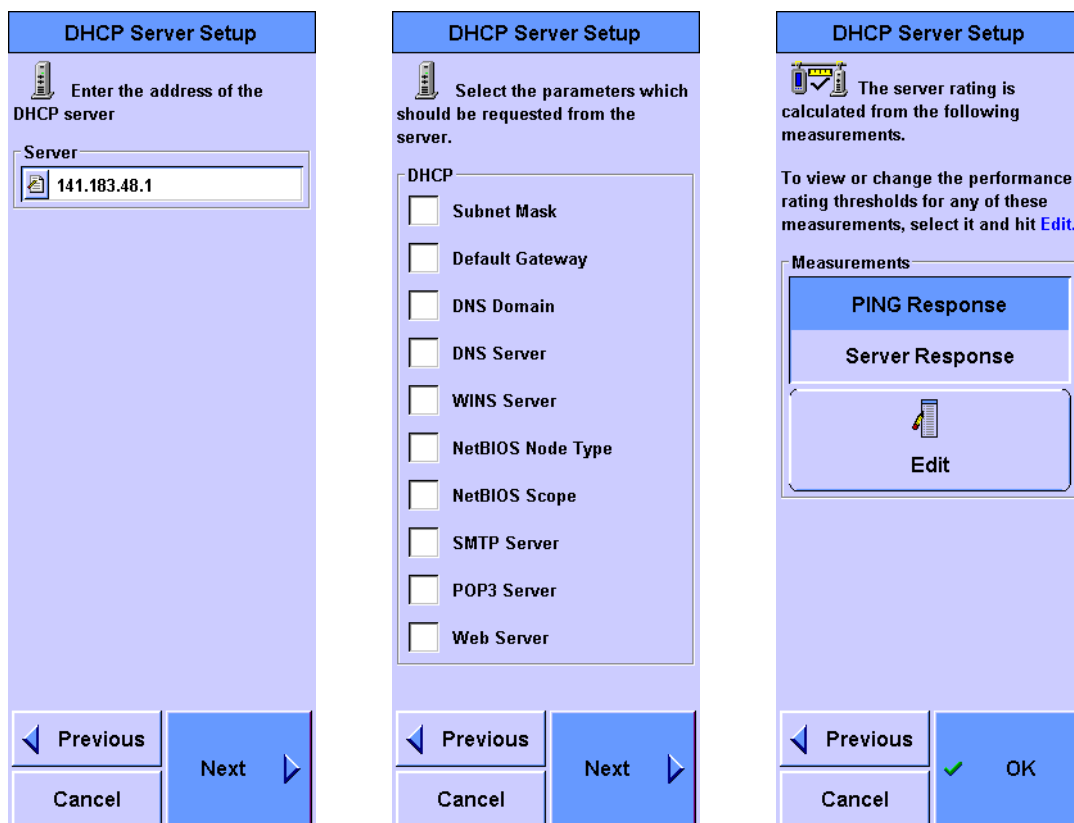 DHCP Server Setup
Enter the address of the
DHCP server
Server
141.183.48.1
Previous
Next
Cancel
DHCP Server Setup
Select the parameters which
should be requested from the
server.
DHCP
Subnet Mask
Default Gateway
DNS Domain
DNS Server
WINS Server
NetBIOS Node Type
NetBIOS Scope
SMTP Server
POP3 Server
Web Server
Previous
Next
Cancel
DHCP Server Setup
The server rating is
calculated from the following
measurements.
To view or change the performance
rating thresholds for any of these
measurements, select it and hit Edit.
Measurements
PING Response
Server Response
Edit
Previous
OK
Cancel